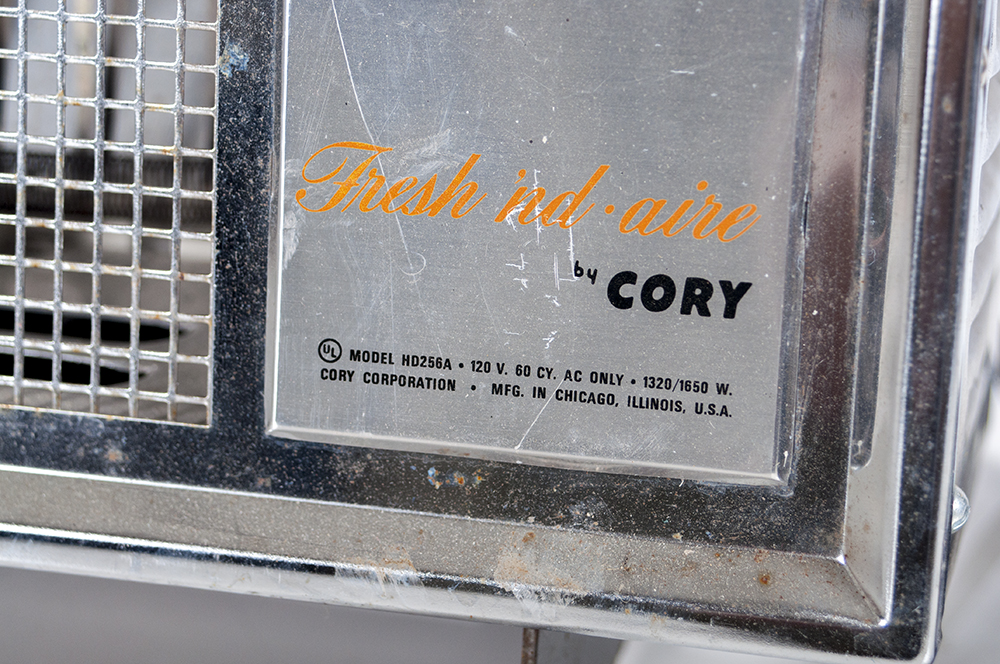 Fresh 'nd·aire
by CORY
UL MODEL HD256A • 120 V. 60 CY. AC ONLY • 1320/1650 W.
CORY CORPORATION • MFG. IN CHICAGO, ILLINOIS, U.S.A.